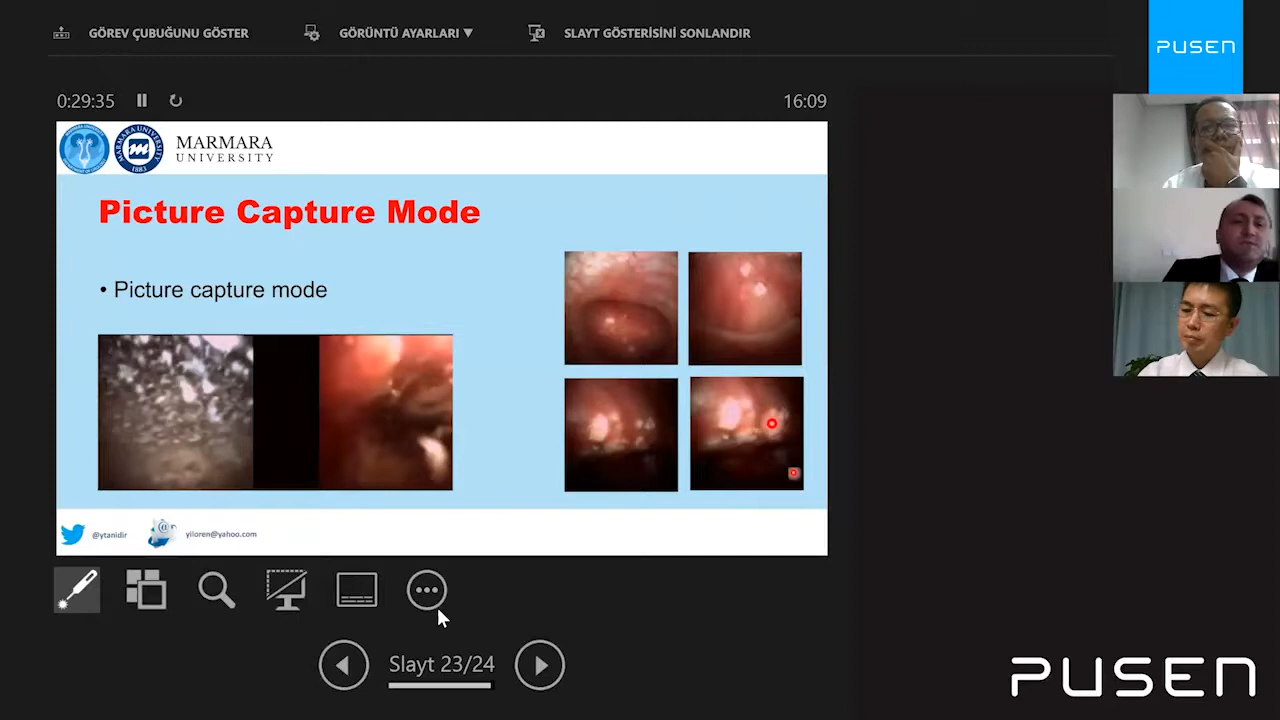 GÖREV ÇUBUĞUNU GÖSTER
GÖRÜNTÜ AYARLARI ▼
SLAYT GÖSTERİSİNİ SONLANDIR
PUSEN
0:29:35
16:09
MARMARA
UNIVERSITY
Picture Capture Mode
• Picture capture mode
@ytanidir
yiloren@yahoo.com
Slayt 23/24
PUSEN